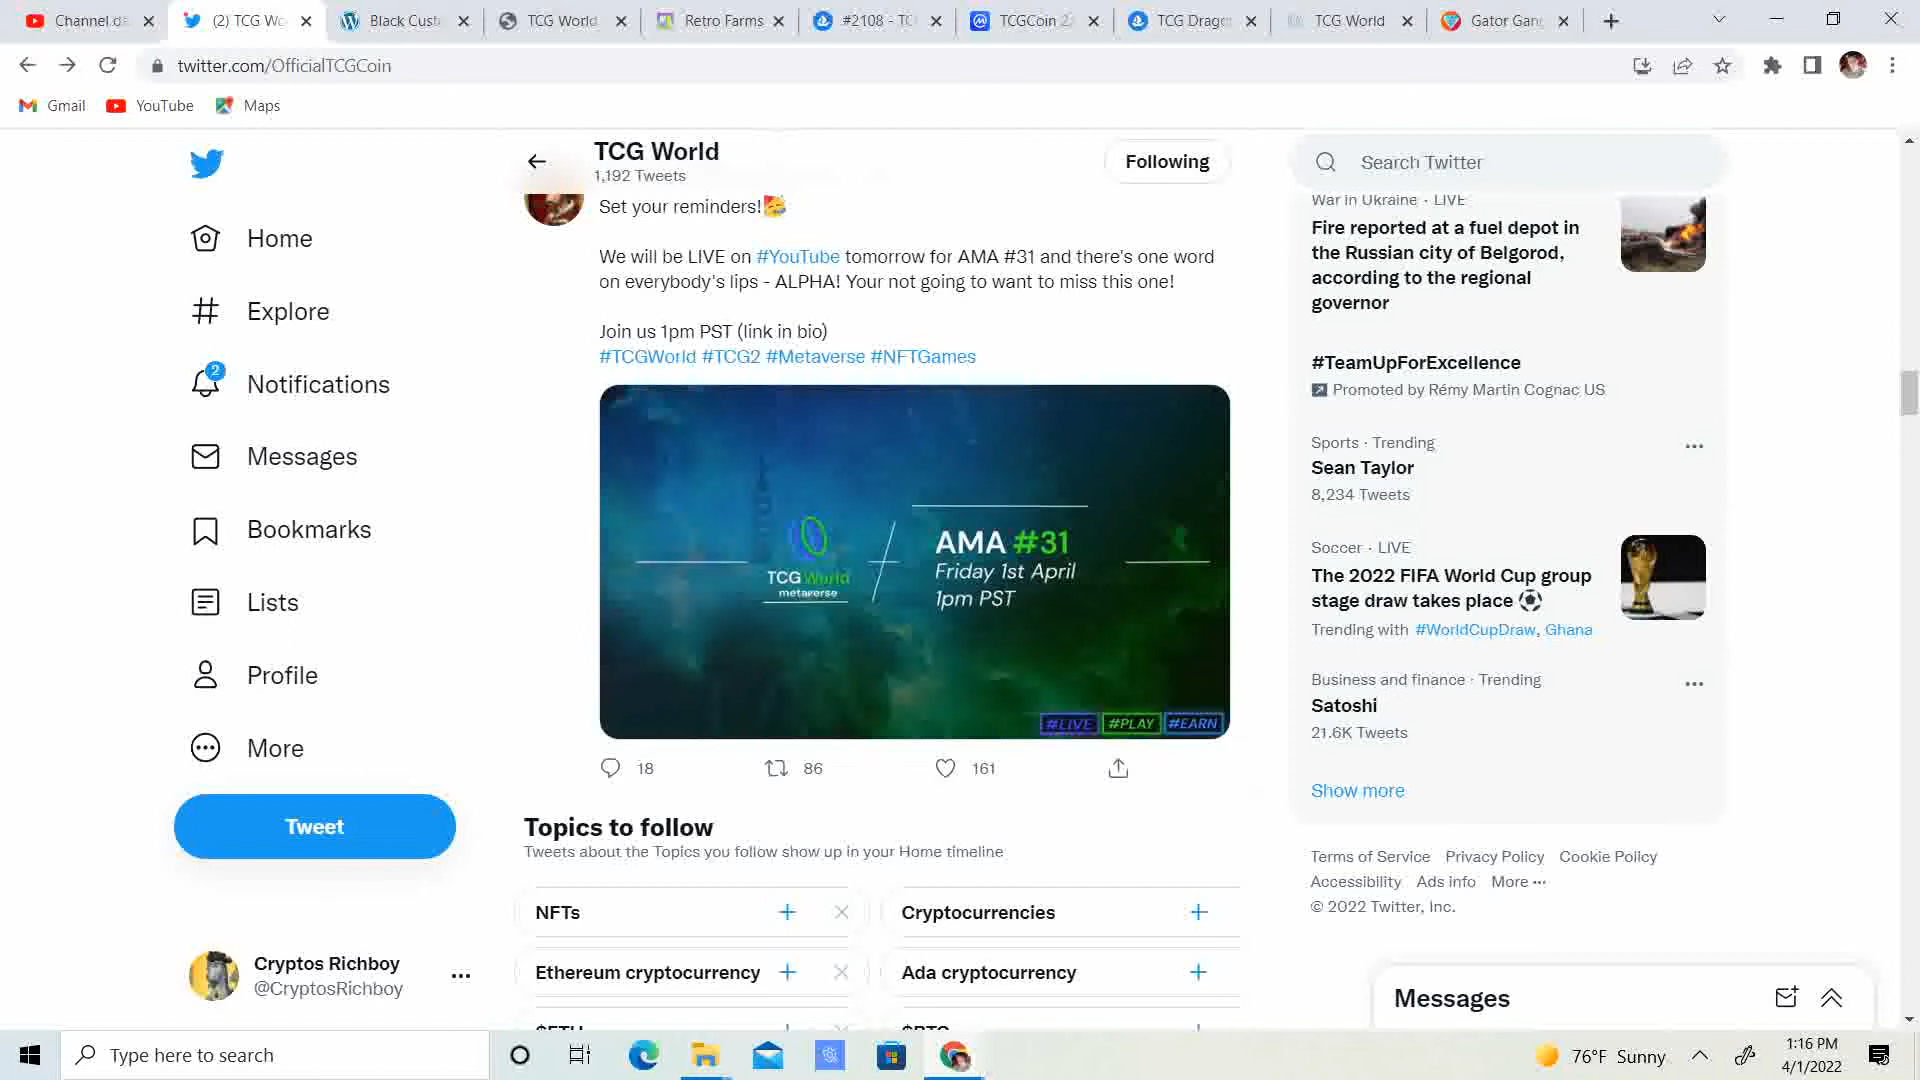 Channel da
(2) TCG Wo
Black Cust
TCG World
Retro Farms
#2108 - TC
TCGCoin 2.
TCG Drago
TCG World
Gator Gang
twitter.com/OfficialTCGCoin
Gmail
YouTube
Maps
TCG World
1,192 Tweets
Following
Search Twitter
Home
Explore
2
Notifications
Messages
Bookmarks
Lists
Profile
More
Tweet
Cryptos Richboy
@CryptosRichboy
Set your reminders!🥳
We will be LIVE on #YouTube tomorrow for AMA #31 and there's one word
on everybody's lips - ALPHA! Your not going to want to miss this one!
Join us 1pm PST (link in bio)
#TCGWorld #TCG2 #Metaverse #NFTGames
TCG World
metaverse
AMA #31
Friday 1st April
1pm PST
#LIVE #PLAY #EARN
18
86
161
Topics to follow
Tweets about the Topics you follow show up in your Home timeline
NFTs
Cryptocurrencies
Ethereum cryptocurrency
Ada cryptocurrency
$ETH
$BTC
War in Ukraine · LIVE
Fire reported at a fuel depot in
the Russian city of Belgorod,
according to the regional
governor
#TeamUpForExcellence
Promoted by Rémy Martin Cognac US
Sports · Trending
Sean Taylor
8,234 Tweets
Soccer · LIVE
The 2022 FIFA World Cup group
stage draw takes place ⚽
Trending with #WorldCupDraw, Ghana
Business and finance · Trending
Satoshi
21.6K Tweets
Show more
Terms of Service Privacy Policy Cookie Policy
Accessibility Ads info More ···
© 2022 Twitter, Inc.
Messages
Type here to search
76°F Sunny
1:16 PM
4/1/2022